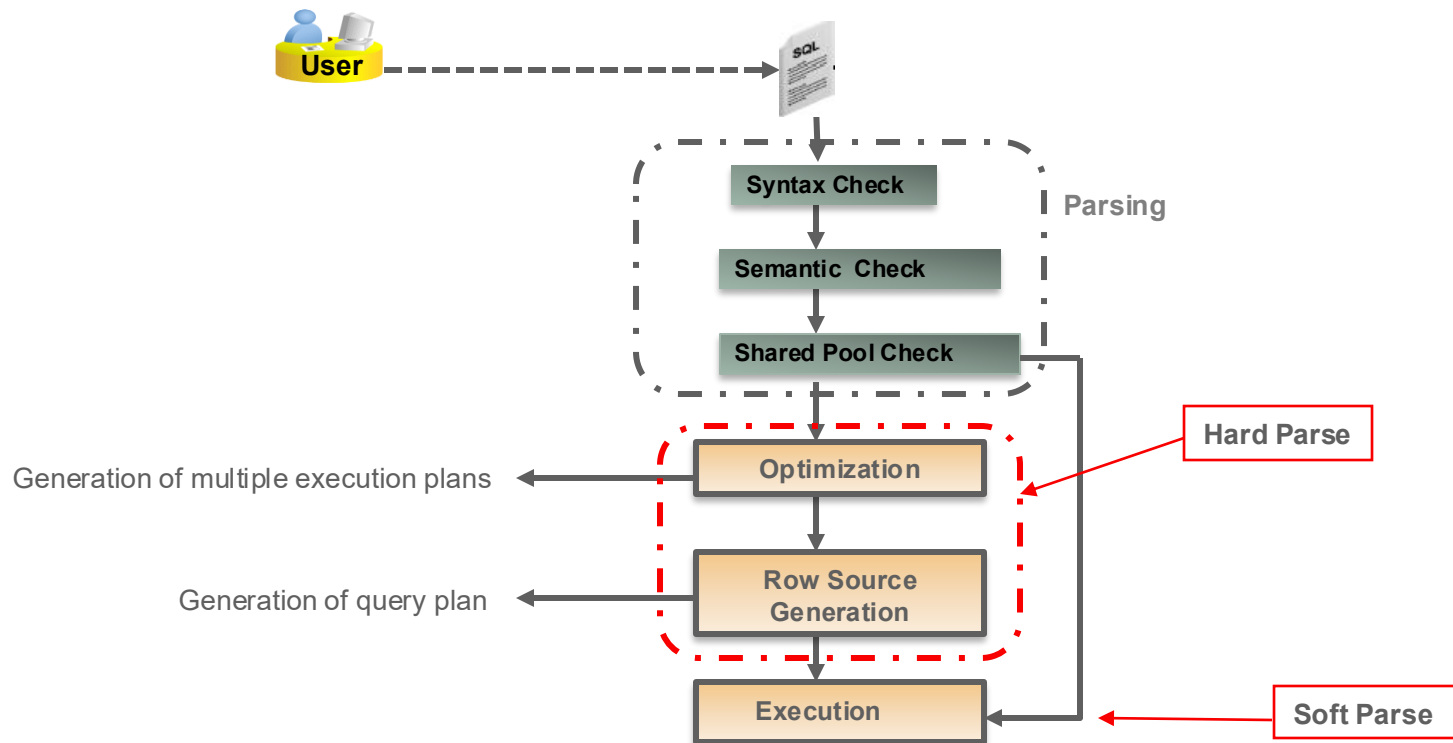 User
SQL
Syntax Check
Parsing
Semantic Check
Shared Pool Check
Hard Parse
Optimization
Generation of multiple execution plans
Row Source
Generation
Generation of query plan
Execution
Soft Parse